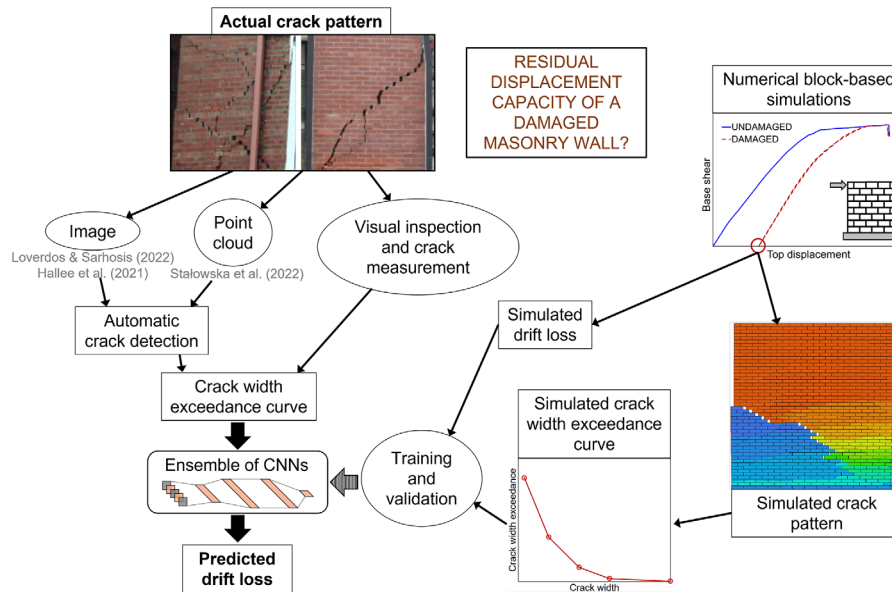 Actual crack pattern
RESIDUAL
DISPLACEMENT
CAPACITY OF A
DAMAGED
MASONRY WALL?
Numerical block-based
simulations
UNDAMAGED
DAMAGED
Base shear
Top displacement
Image
Loverdos & Sarhosis (2022)
Hallee et al. (2021)
Point
cloud
Stałowska et al. (2022)
Visual inspection
and crack
measurement
Automatic
crack detection
Simulated
drift loss
Crack width
exceedance curve
Simulated crack
width exceedance
curve
Crack width exceedance
Crack width
Ensemble of CNNs
Training
and
validation
Simulated crack
pattern
Predicted
drift loss